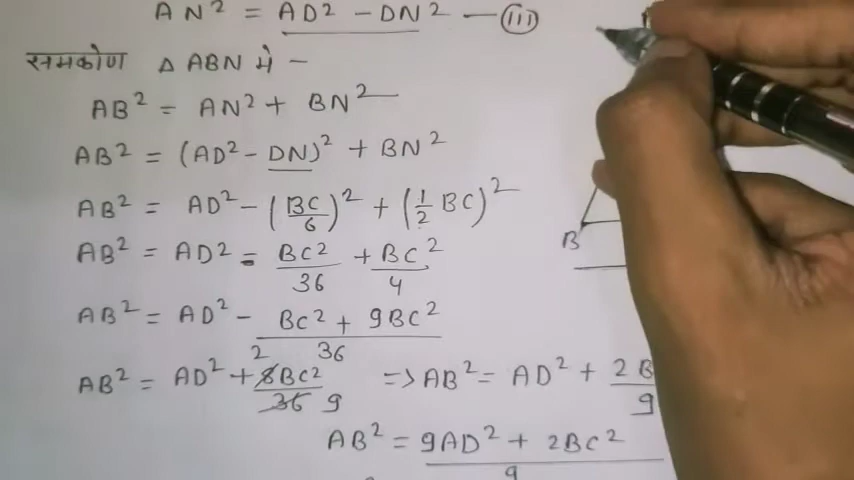 AN² = AD² - DN² — (iii)
समकोण △ ABN मे -
AB² = AN² + BN²
AB² = (AD² - DN)² + BN²
AB² = AD² - (BC/6)² + (1/2 BC)²
AB² = AD² - BC²/36 + BC²/4
AB² = AD² - BC² + 9BC²/36
AB² = AD² + 8BC²/36 2 9 => AB² = AD² + 2B/9
AB² = 9AD² + 2BC²/9
B